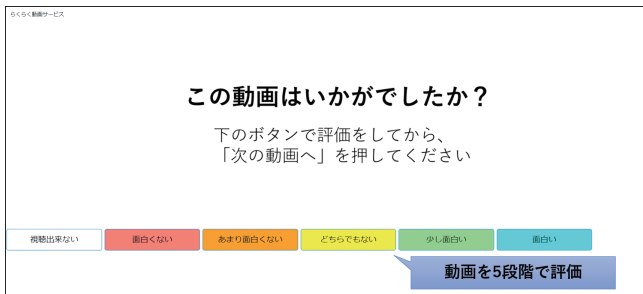 らくらく動画サービス
この動画はいかがでしたか？
下のボタンで評価をしてから、
「次の動画へ」を押してください
視聴出来ない
面白くない
あまり面白くない
どちらでもない
少し面白い
面白い
動画を5段階で評価